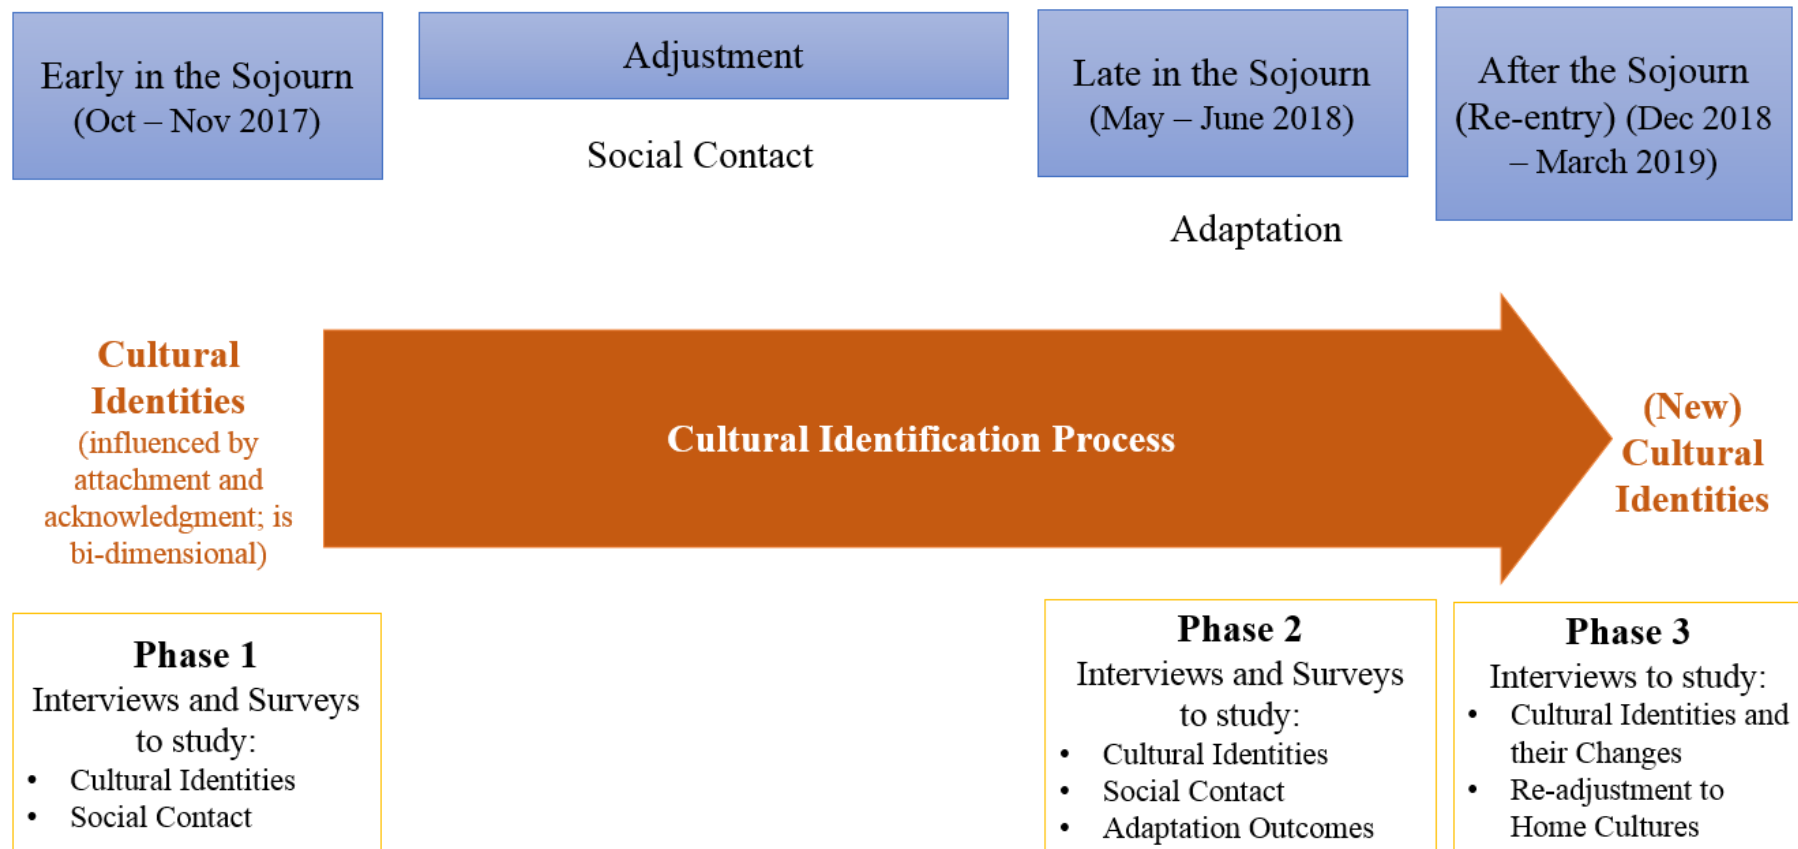 Early in the Sojourn
(Oct – Nov 2017)
Adjustment
Social Contact
Late in the Sojourn
(May – June 2018)
Adaptation
After the Sojourn
(Re-entry) (Dec 2018
– March 2019)
Cultural
Identities
(influenced by
attachment and
acknowledgment; is
bi-dimensional)
Cultural Identification Process
(New)
Cultural
Identities
Phase 1
Interviews and Surveys
to study:
• Cultural Identities
• Social Contact
Phase 2
Interviews and Surveys
to study:
• Cultural Identities
• Social Contact
• Adaptation Outcomes
Phase 3
Interviews to study:
• Cultural Identities and
their Changes
• Re-adjustment to
Home Cultures